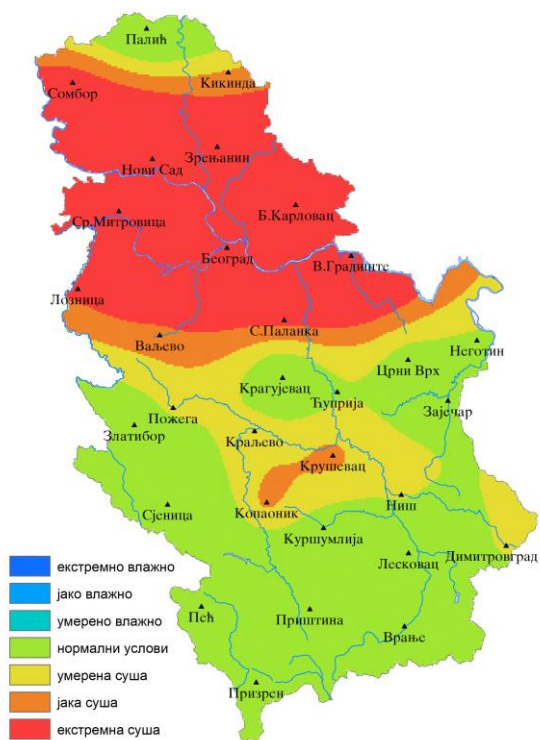 Палић
Кикинда
Сомбор
Зрењанин
Нови Сад
Ср.Митровица
Б.Карловац
Београд
В.Градиште
Лозница
С.Паланка
Ваљево
Неготин
Црни Врх
Крагујевац
Ћуприја
Зајечар
Пожега
Златибор
Краљево
Крушевац
Копаоник
Ниш
Сјеница
Куршумлија
Димитровград
Лесковац
Пећ
Приштина
Врање
Призрен
екстремно влажно
јако влажно
умерено влажно
нормални услови
умерена суша
јака суша
екстремна суша